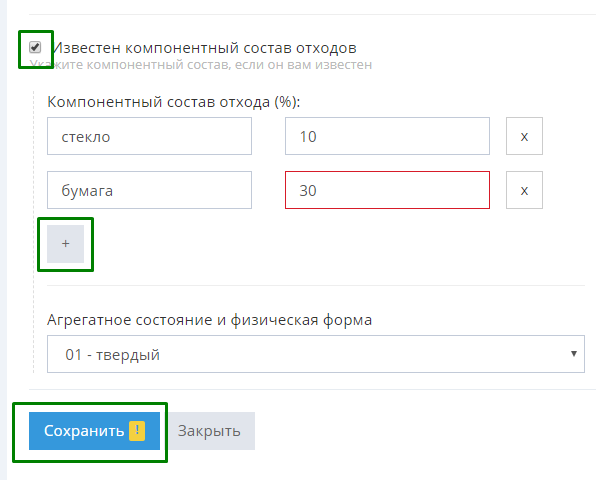 Известен компонентный состав отходов
Укажите компонентный состав, если он вам известен
Компонентный состав отхода (%):
стекло 10 x
бумага 30 x
+
Агрегатное состояние и физическая форма
01 - твердый
Сохранить ! Закрыть